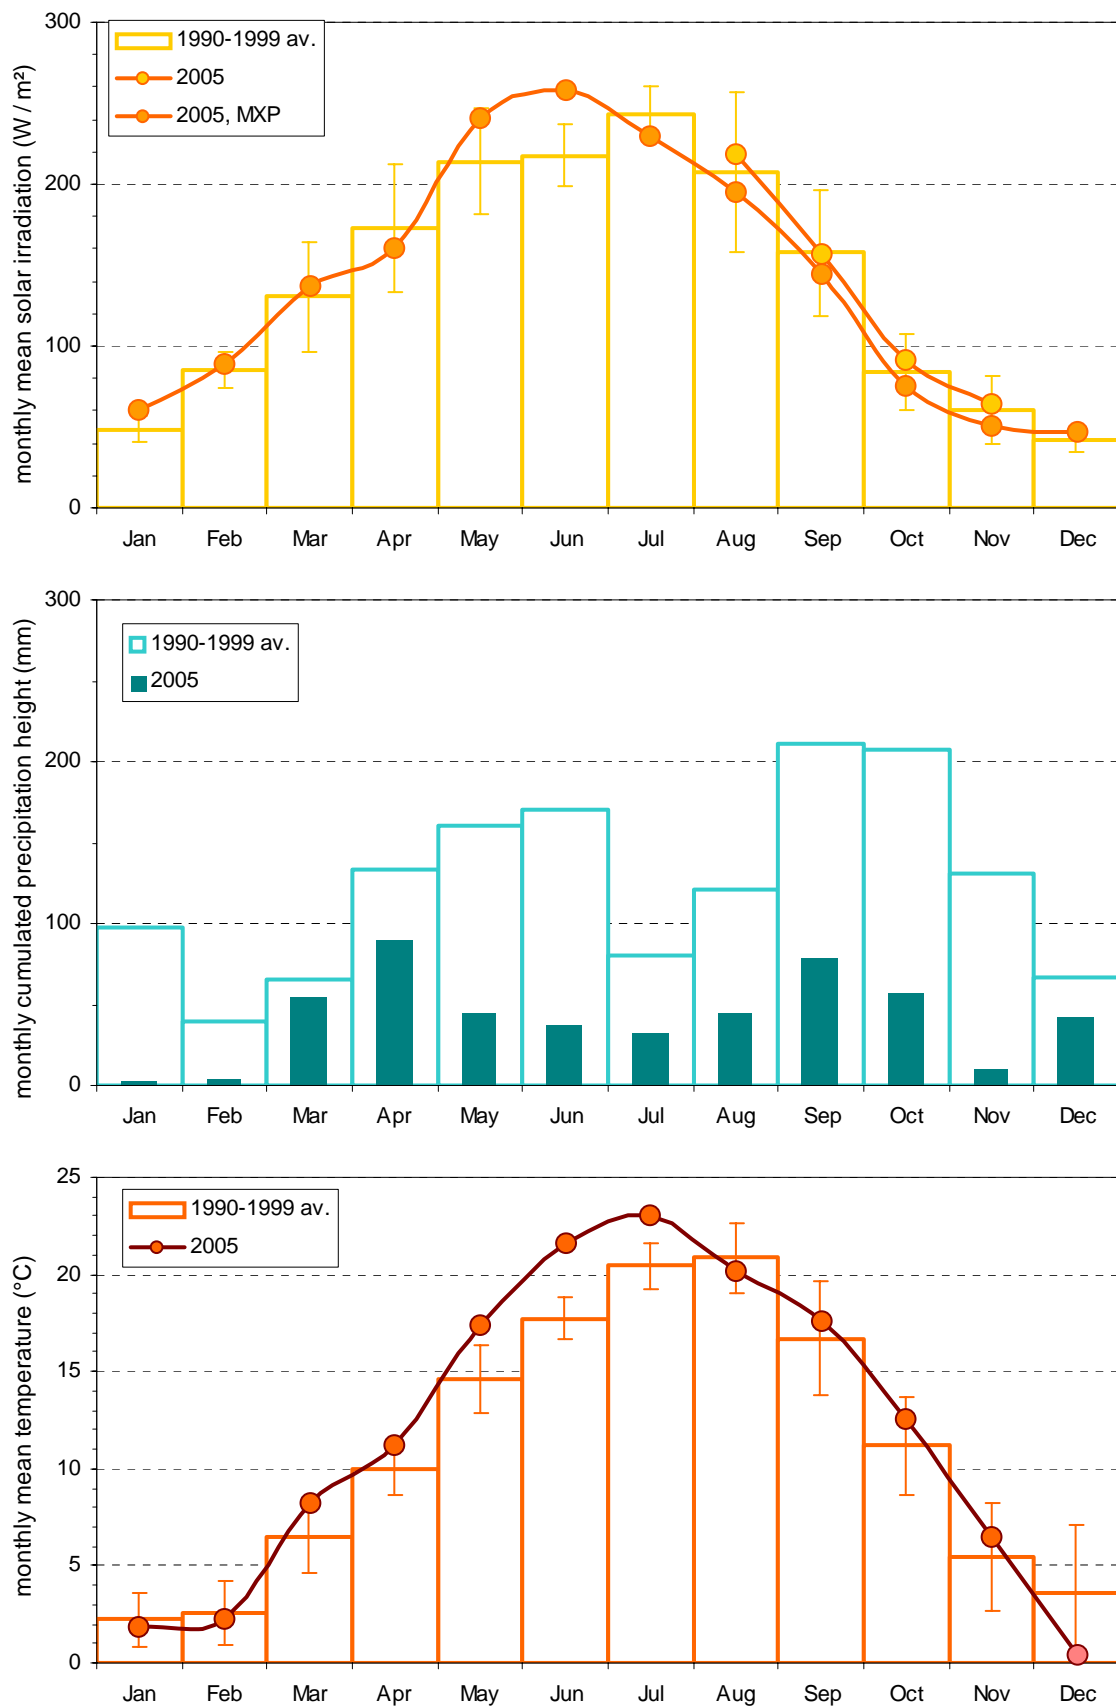 monthly mean solar irradiation (W / m²)
300
200
100
0
1990-1999 av.
2005
2005, MXP
Jan Feb Mar Apr May Jun Jul Aug Sep Oct Nov Dec
monthly cumulated precipitation height (mm)
300
200
100
0
1990-1999 av.
2005
Jan Feb Mar Apr May Jun Jul Aug Sep Oct Nov Dec
monthly mean temperature (°C)
25
20
15
10
5
0
1990-1999 av.
2005
Jan Feb Mar Apr May Jun Jul Aug Sep Oct Nov Dec